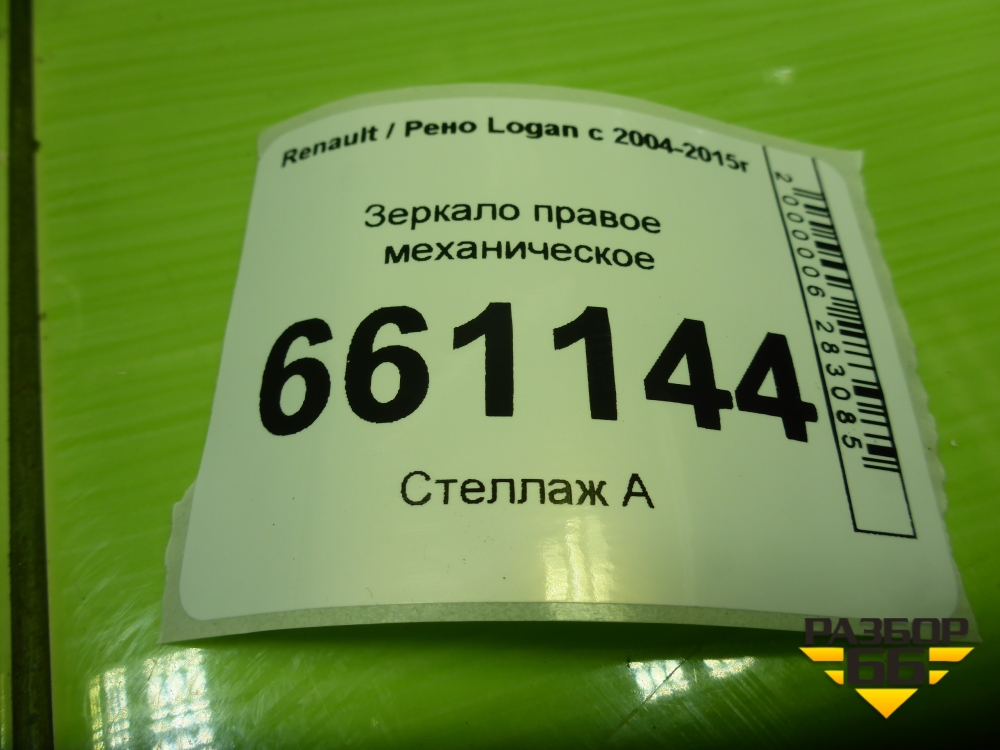 Renault / Рено Logan с 2004-2015г
Зеркало правое
механическое
661144
Стеллаж А
2000006283085
РАЗБОР
66